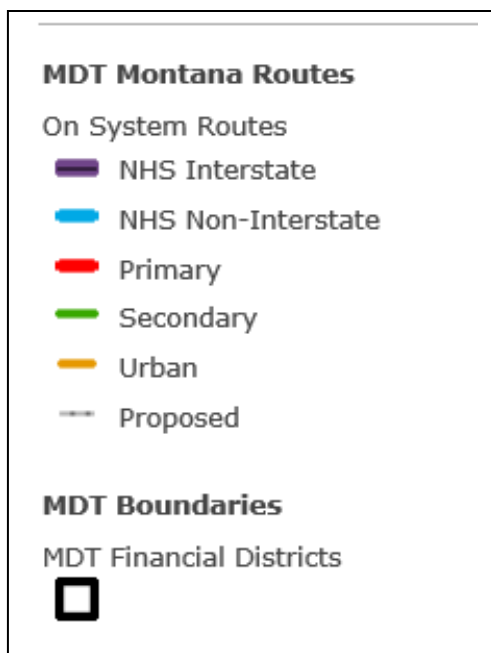 MDT Montana Routes
On System Routes
NHS Interstate
NHS Non-Interstate
Primary
Secondary
Urban
Proposed
MDT Boundaries
MDT Financial Districts